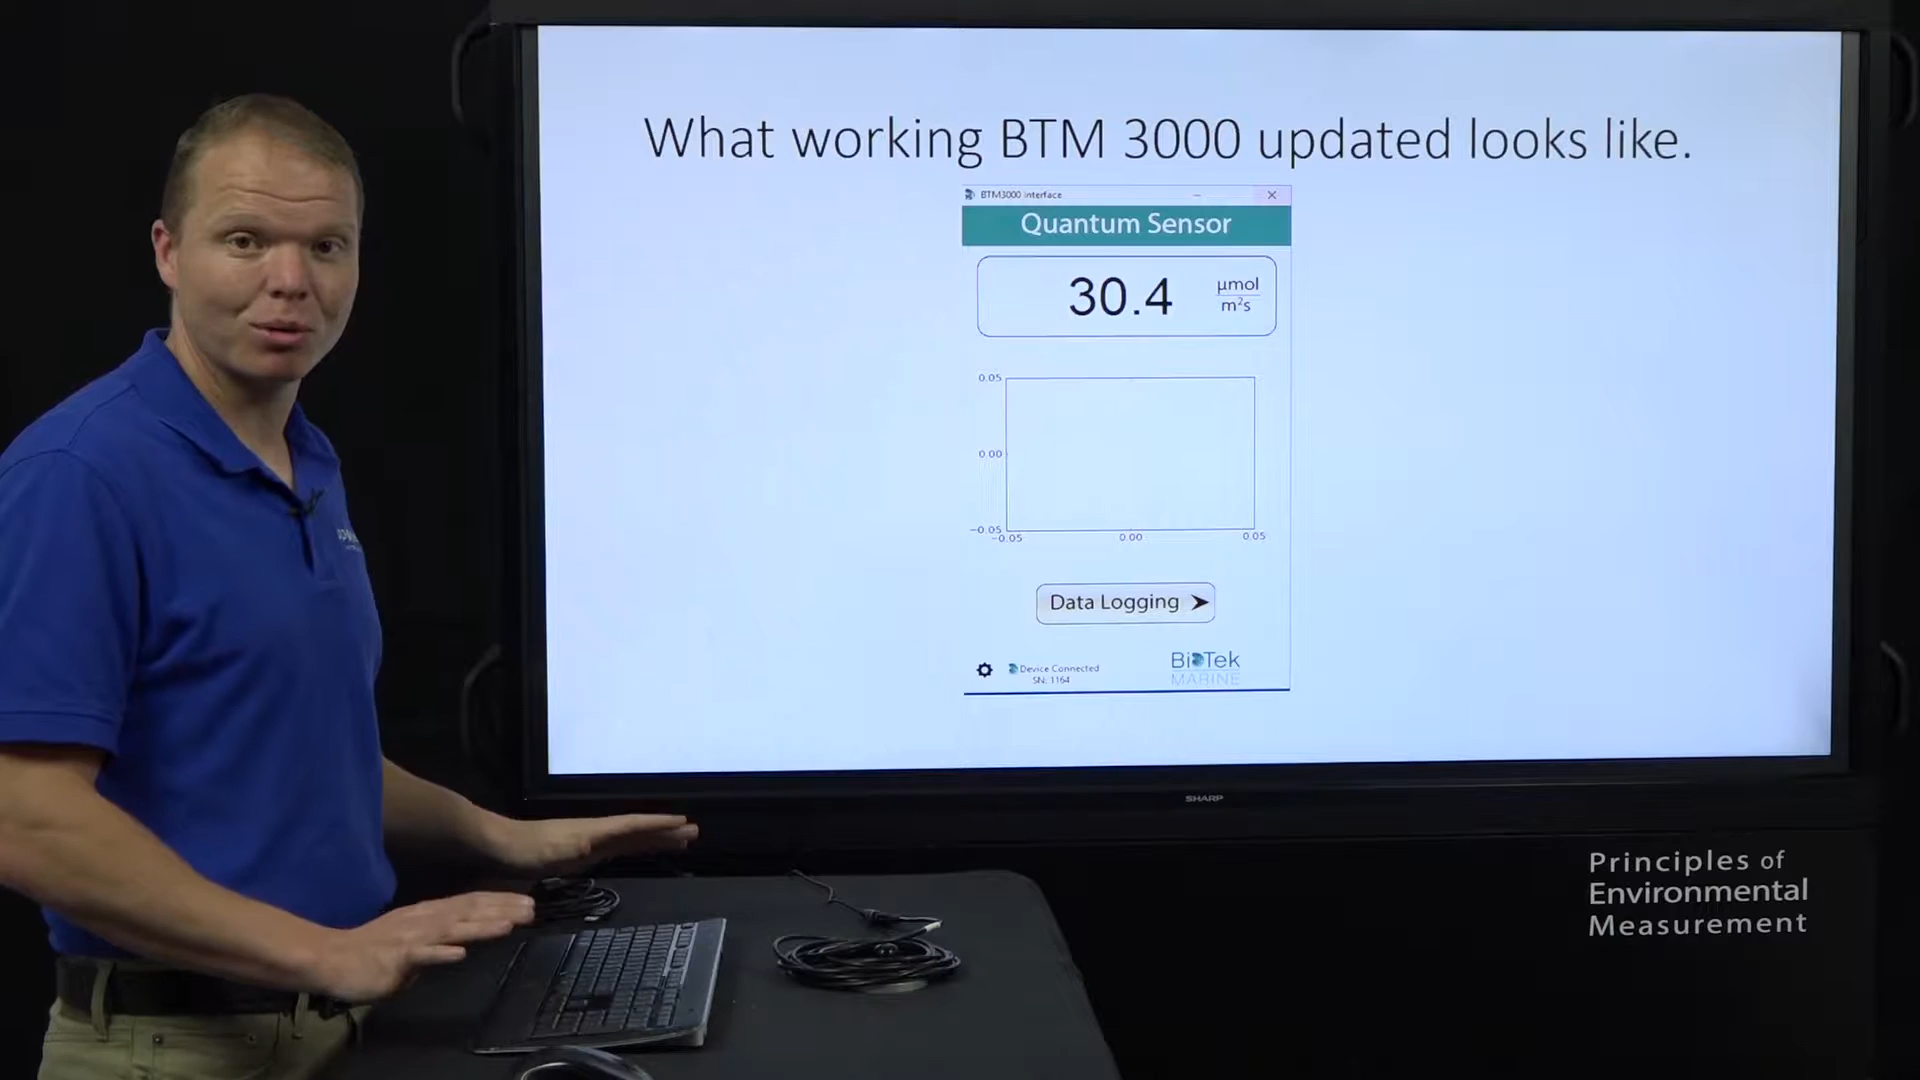 What working BTM 3000 updated looks like.
BTM3000 Interface
Quantum Sensor
30.4 µmol
m²s
0.05
0.00
−0.05
−0.05 0.00 0.05
Data Logging
Device Connected
SN: 1164
BioTek
MARINE
SHARP
Principles of
Environmental
Measurement